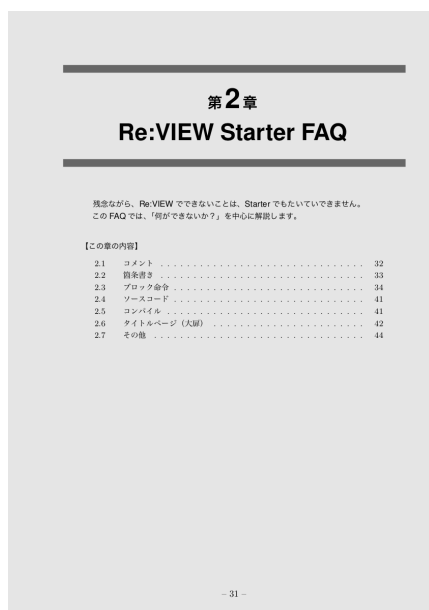 第2章
Re:VIEW Starter FAQ
残念ながら、Re:VIEW でできないことは、Starter でもたいていできません。
この FAQ では、「何ができないか？」を中心に解説します。
【この章の内容】
2.1 コメント . . . . . . . . . . . . . . . . . . . . . . . . . . . . . . . 32
2.2 箇条書き . . . . . . . . . . . . . . . . . . . . . . . . . . . . . . . 33
2.3 ブロック命令 . . . . . . . . . . . . . . . . . . . . . . . . . . . . . 34
2.4 ソースコード . . . . . . . . . . . . . . . . . . . . . . . . . . . . . 41
2.5 コンパイル . . . . . . . . . . . . . . . . . . . . . . . . . . . . . . 41
2.6 タイトルページ（大扉） . . . . . . . . . . . . . . . . . . . . . . . 42
2.7 その他 . . . . . . . . . . . . . . . . . . . . . . . . . . . . . . . . 44
– 31 –